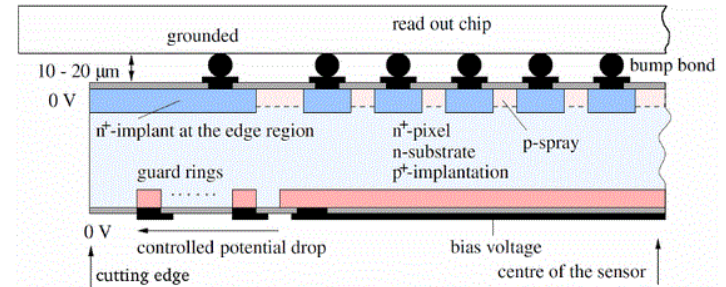 read out chip
grounded
10 - 20 μm
bump bond
0 V
n⁺-implant at the edge region
n⁺-pixel
n-substrate
p⁺-implantation
p-spray
guard rings
0 V
controlled potential drop
bias voltage
centre of the sensor
cutting edge